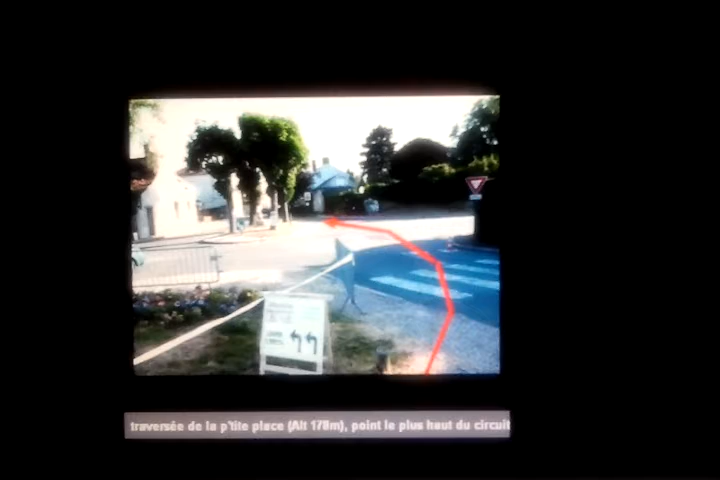 traversée de la p'tite place (Alt 178m), point le plus haut du circuit